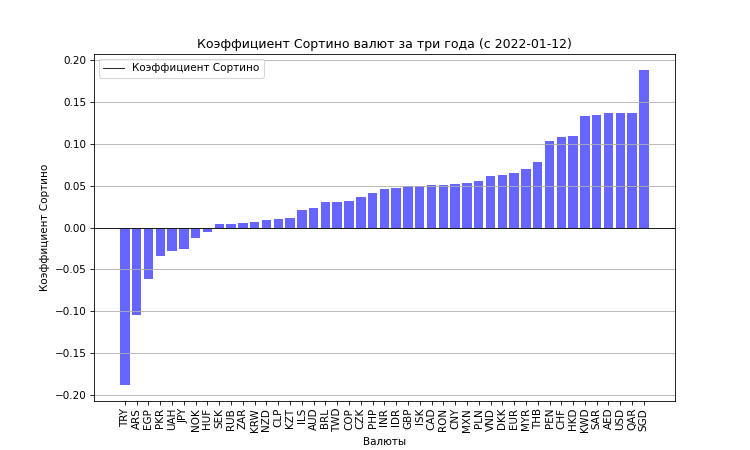 Коэффициент Сортино валют за три года (с 2022-01-12)
Коэффициент Сортино
0.20
0.15
0.10
0.05
0.00
−0.05
−0.10
−0.15
−0.20
Коэффициент Сортино
TRY
ARS
EGP
PKR
UAH
JPY
NOK
HUF
SEK
RUB
ZAR
KRW
NZD
CLP
KZT
ILS
AUD
BRL
TWD
COP
CZK
PHP
INR
IDR
GBP
ISK
CAD
RON
CNY
MXN
PLN
VND
DKK
EUR
MYR
THB
PEN
CHF
HKD
KWD
SAR
AED
USD
QAR
SGD
Валюты